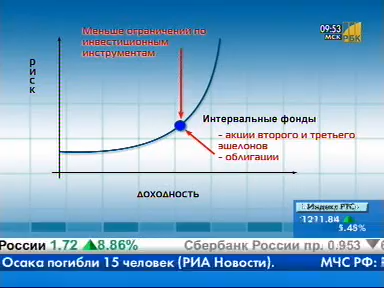 Меньше ограничений по
инвестиционным
инструментам
09:53
МСК
РБК
риск
Интервальные фонды
- акции второго и третьего
эшелонов
- облигации
ДОХОДНОСТЬ
Индекс РТС
1211.84
5.48%
России 1.72 8.86% Сбербанк России пр. 0.953
Осака погибли 15 человек (РИА Новости). МЧС РФ: